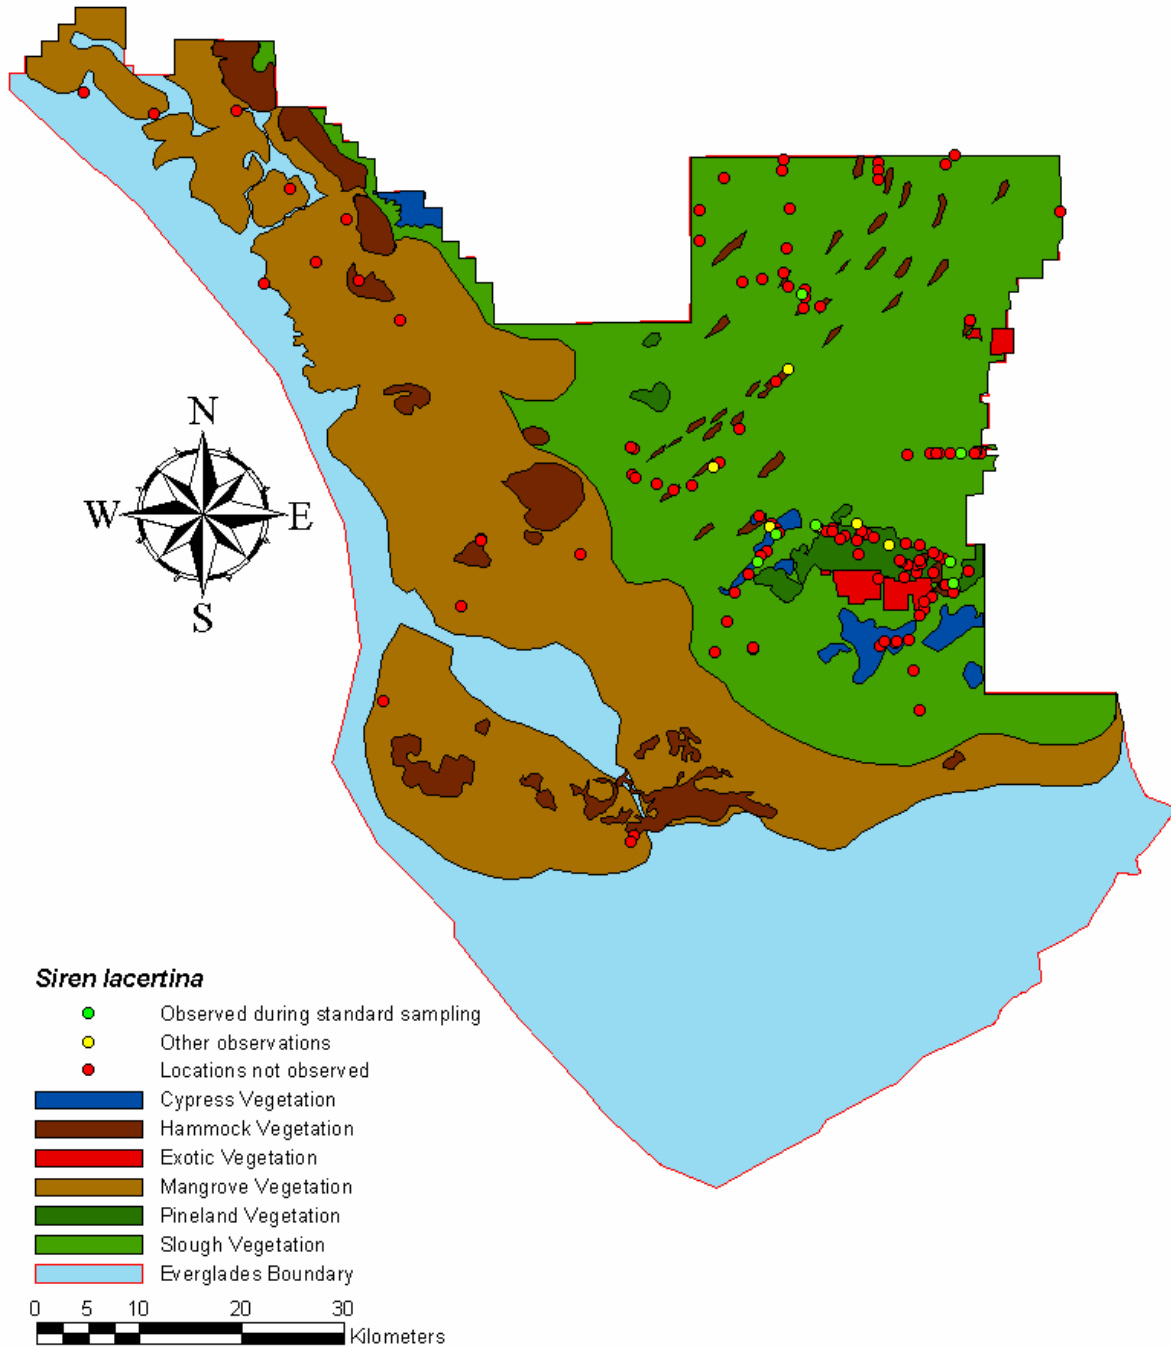 N
W E
S
Siren lacertina
Observed during standard sampling
Other observations
Locations not observed
Cypress Vegetation
Hammock Vegetation
Exotic Vegetation
Mangrove Vegetation
Pineland Vegetation
Slough Vegetation
Everglades Boundary
0 5 10 20 30
Kilometers